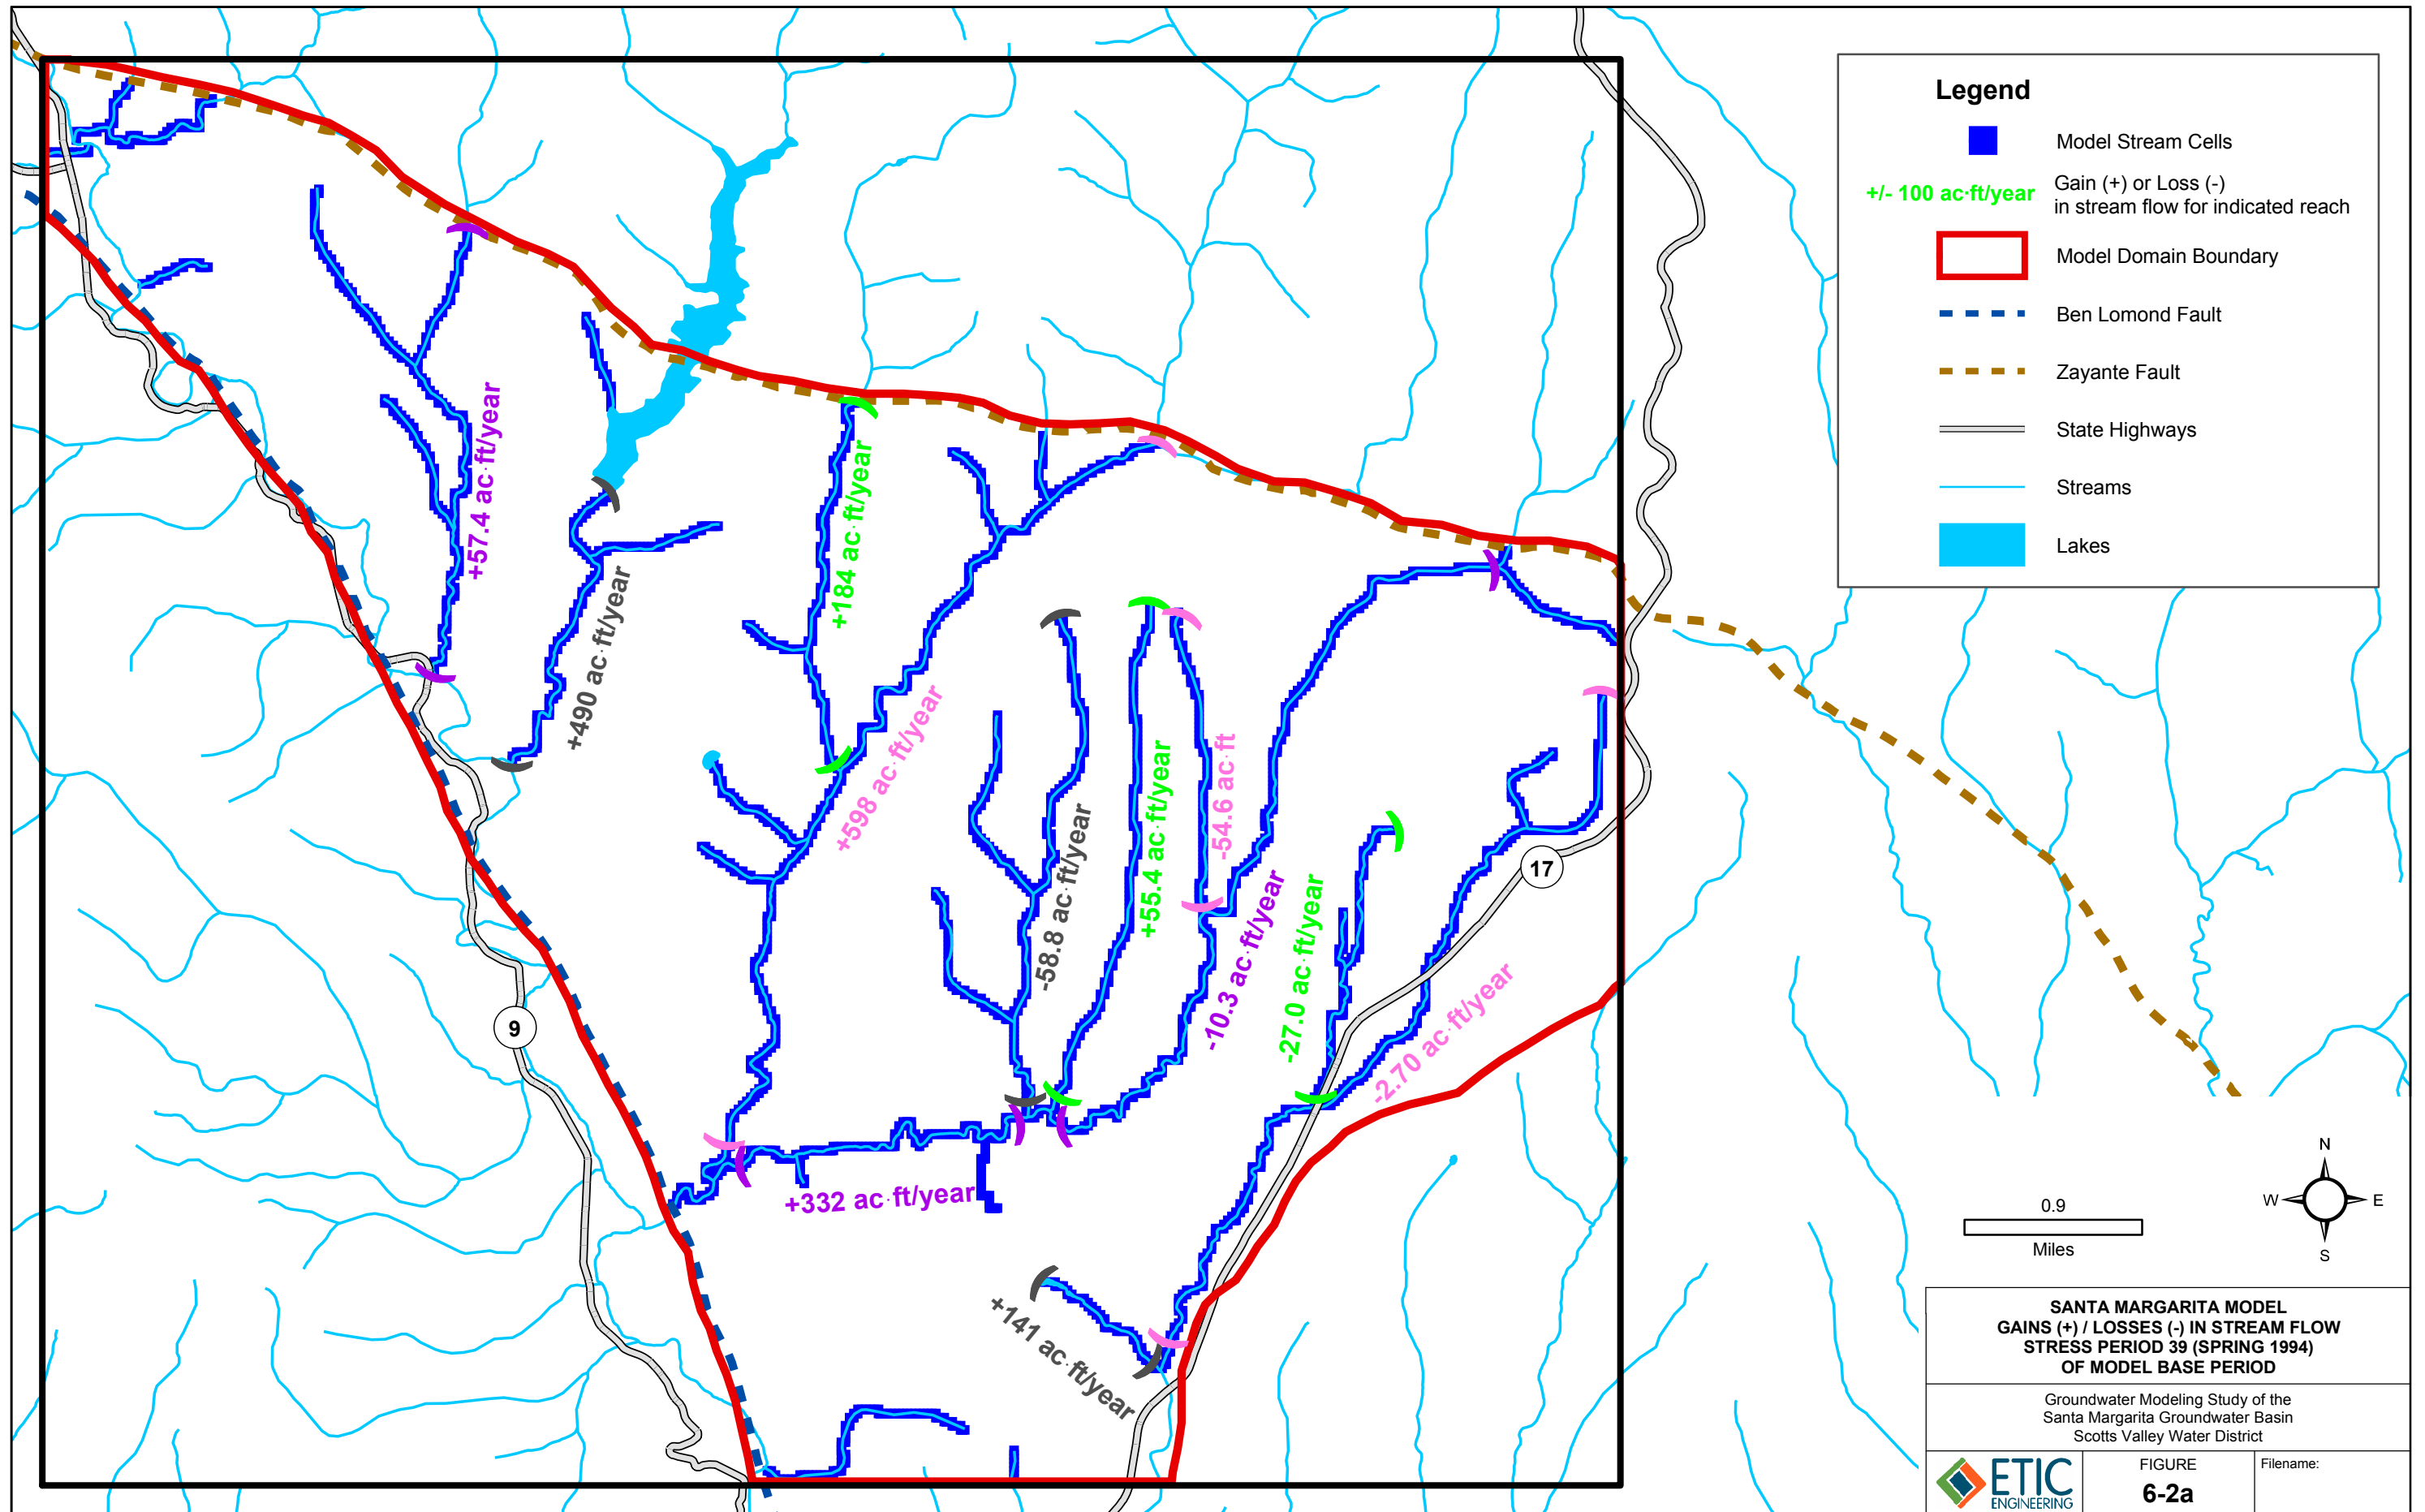 Legend
Model Stream Cells
+/- 100 ac·ft/year
Gain (+) or Loss (-)
in stream flow for indicated reach
Model Domain Boundary
Ben Lomond Fault
Zayante Fault
State Highways
Streams
Lakes
+57.4 ac·ft/year
+490 ac·ft/year
+184 ac·ft/year
+598 ac·ft/year
-58.8 ac·ft/year
+55.4 ac·ft/year
-54.6 ac·ft
-10.3 ac·ft/year
-27.0 ac·ft/year
-2.70 ac·ft/year
+332 ac·ft/year
+141 ac·ft/year
17
9
N
W
E
S
0.9
Miles
SANTA MARGARITA MODEL
GAINS (+) / LOSSES (-) IN STREAM FLOW
STRESS PERIOD 39 (SPRING 1994)
OF MODEL BASE PERIOD
Groundwater Modeling Study of the
Santa Margarita Groundwater Basin
Scotts Valley Water District
ETIC
ENGINEERING
FIGURE
6-2a
Filename: